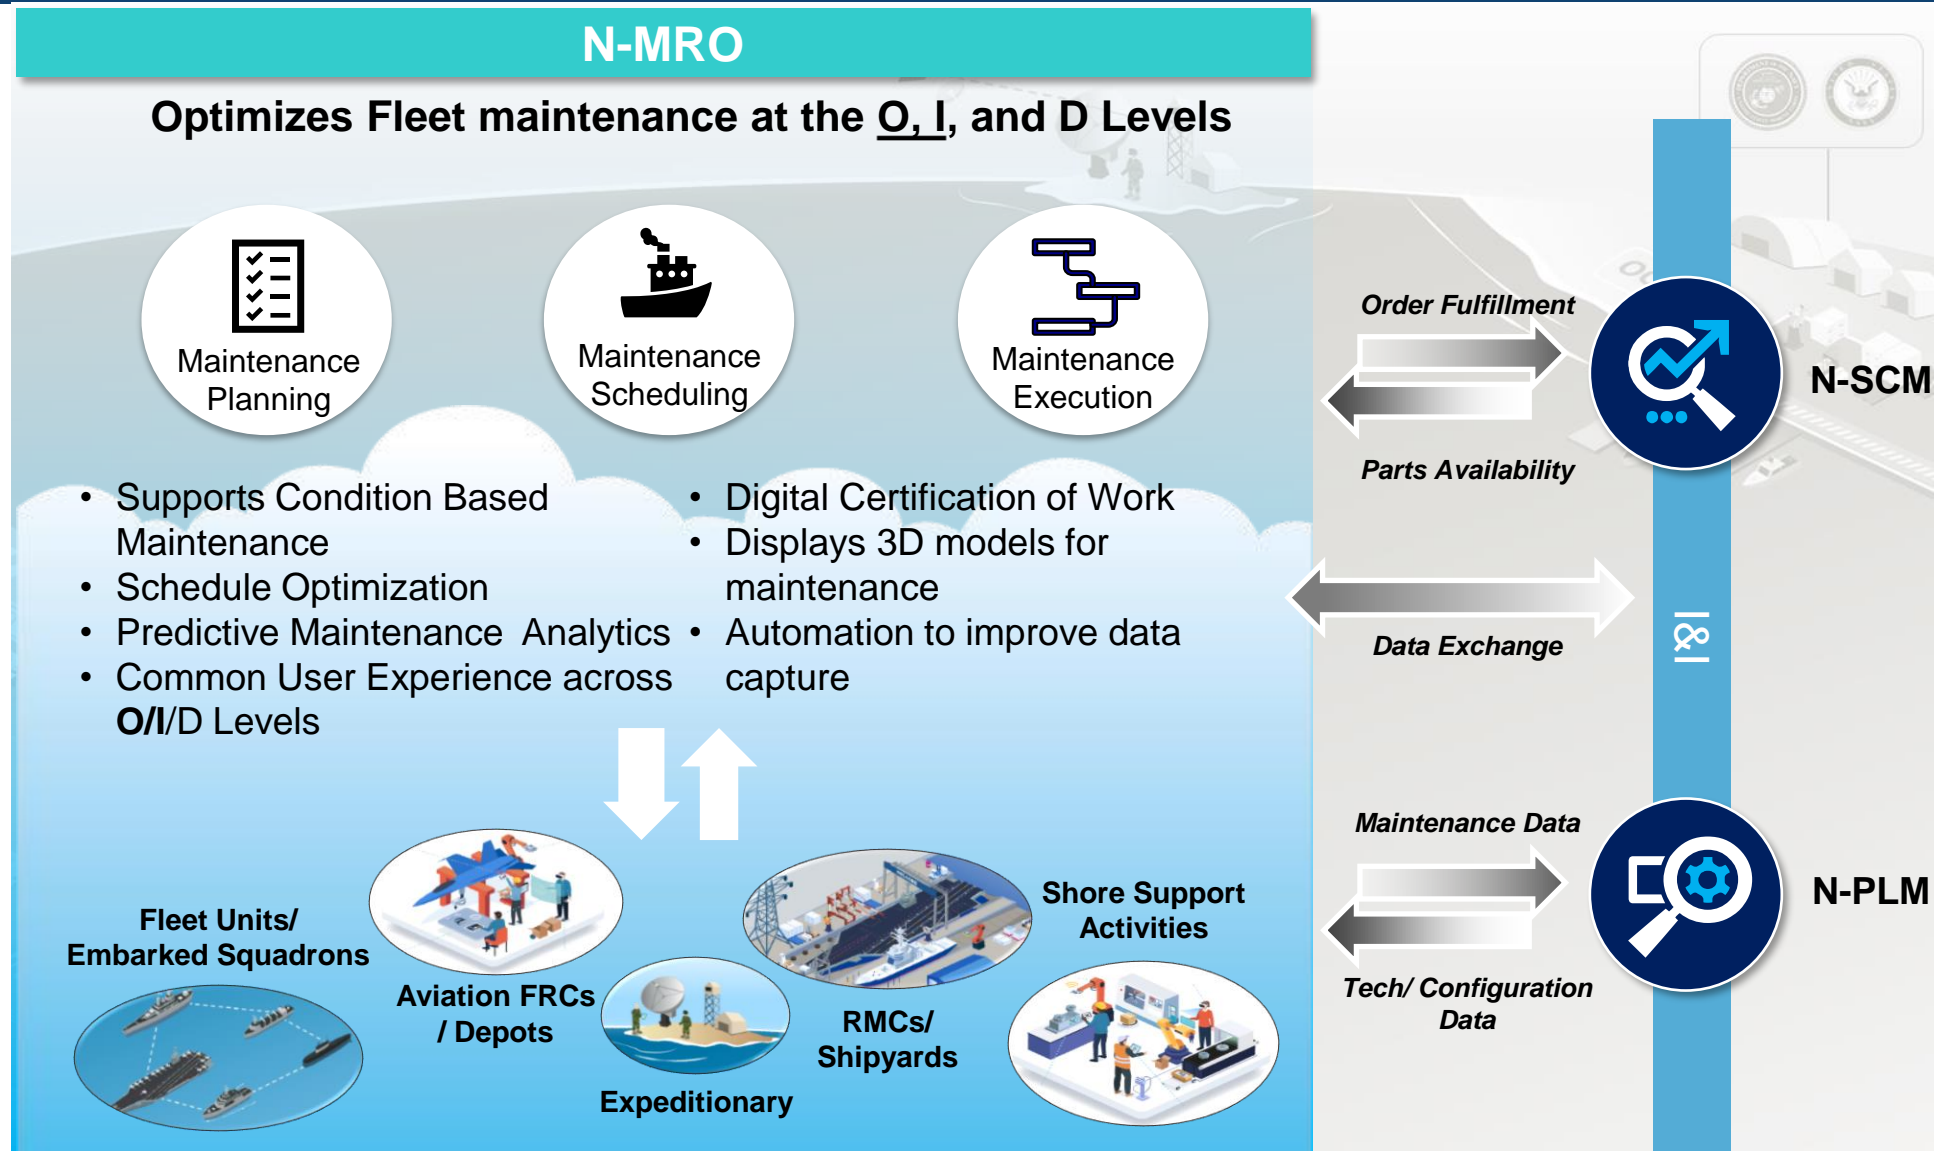 N-MRO
Optimizes Fleet maintenance at the O, I, and D Levels
Maintenance
Planning
Maintenance
Scheduling
Maintenance
Execution
• Supports Condition Based
Maintenance
• Schedule Optimization
• Predictive Maintenance Analytics
• Common User Experience across
O/I/D Levels
• Digital Certification of Work
• Displays 3D models for
maintenance
• Automation to improve data
capture
Fleet Units/
Embarked Squadrons
Aviation FRCs
/ Depots
Expeditionary
RMCs/
Shipyards
Shore Support
Activities
Order Fulfillment
Parts Availability
N-SCM
Data Exchange
I&I
Maintenance Data
Tech/ Configuration
Data
N-PLM